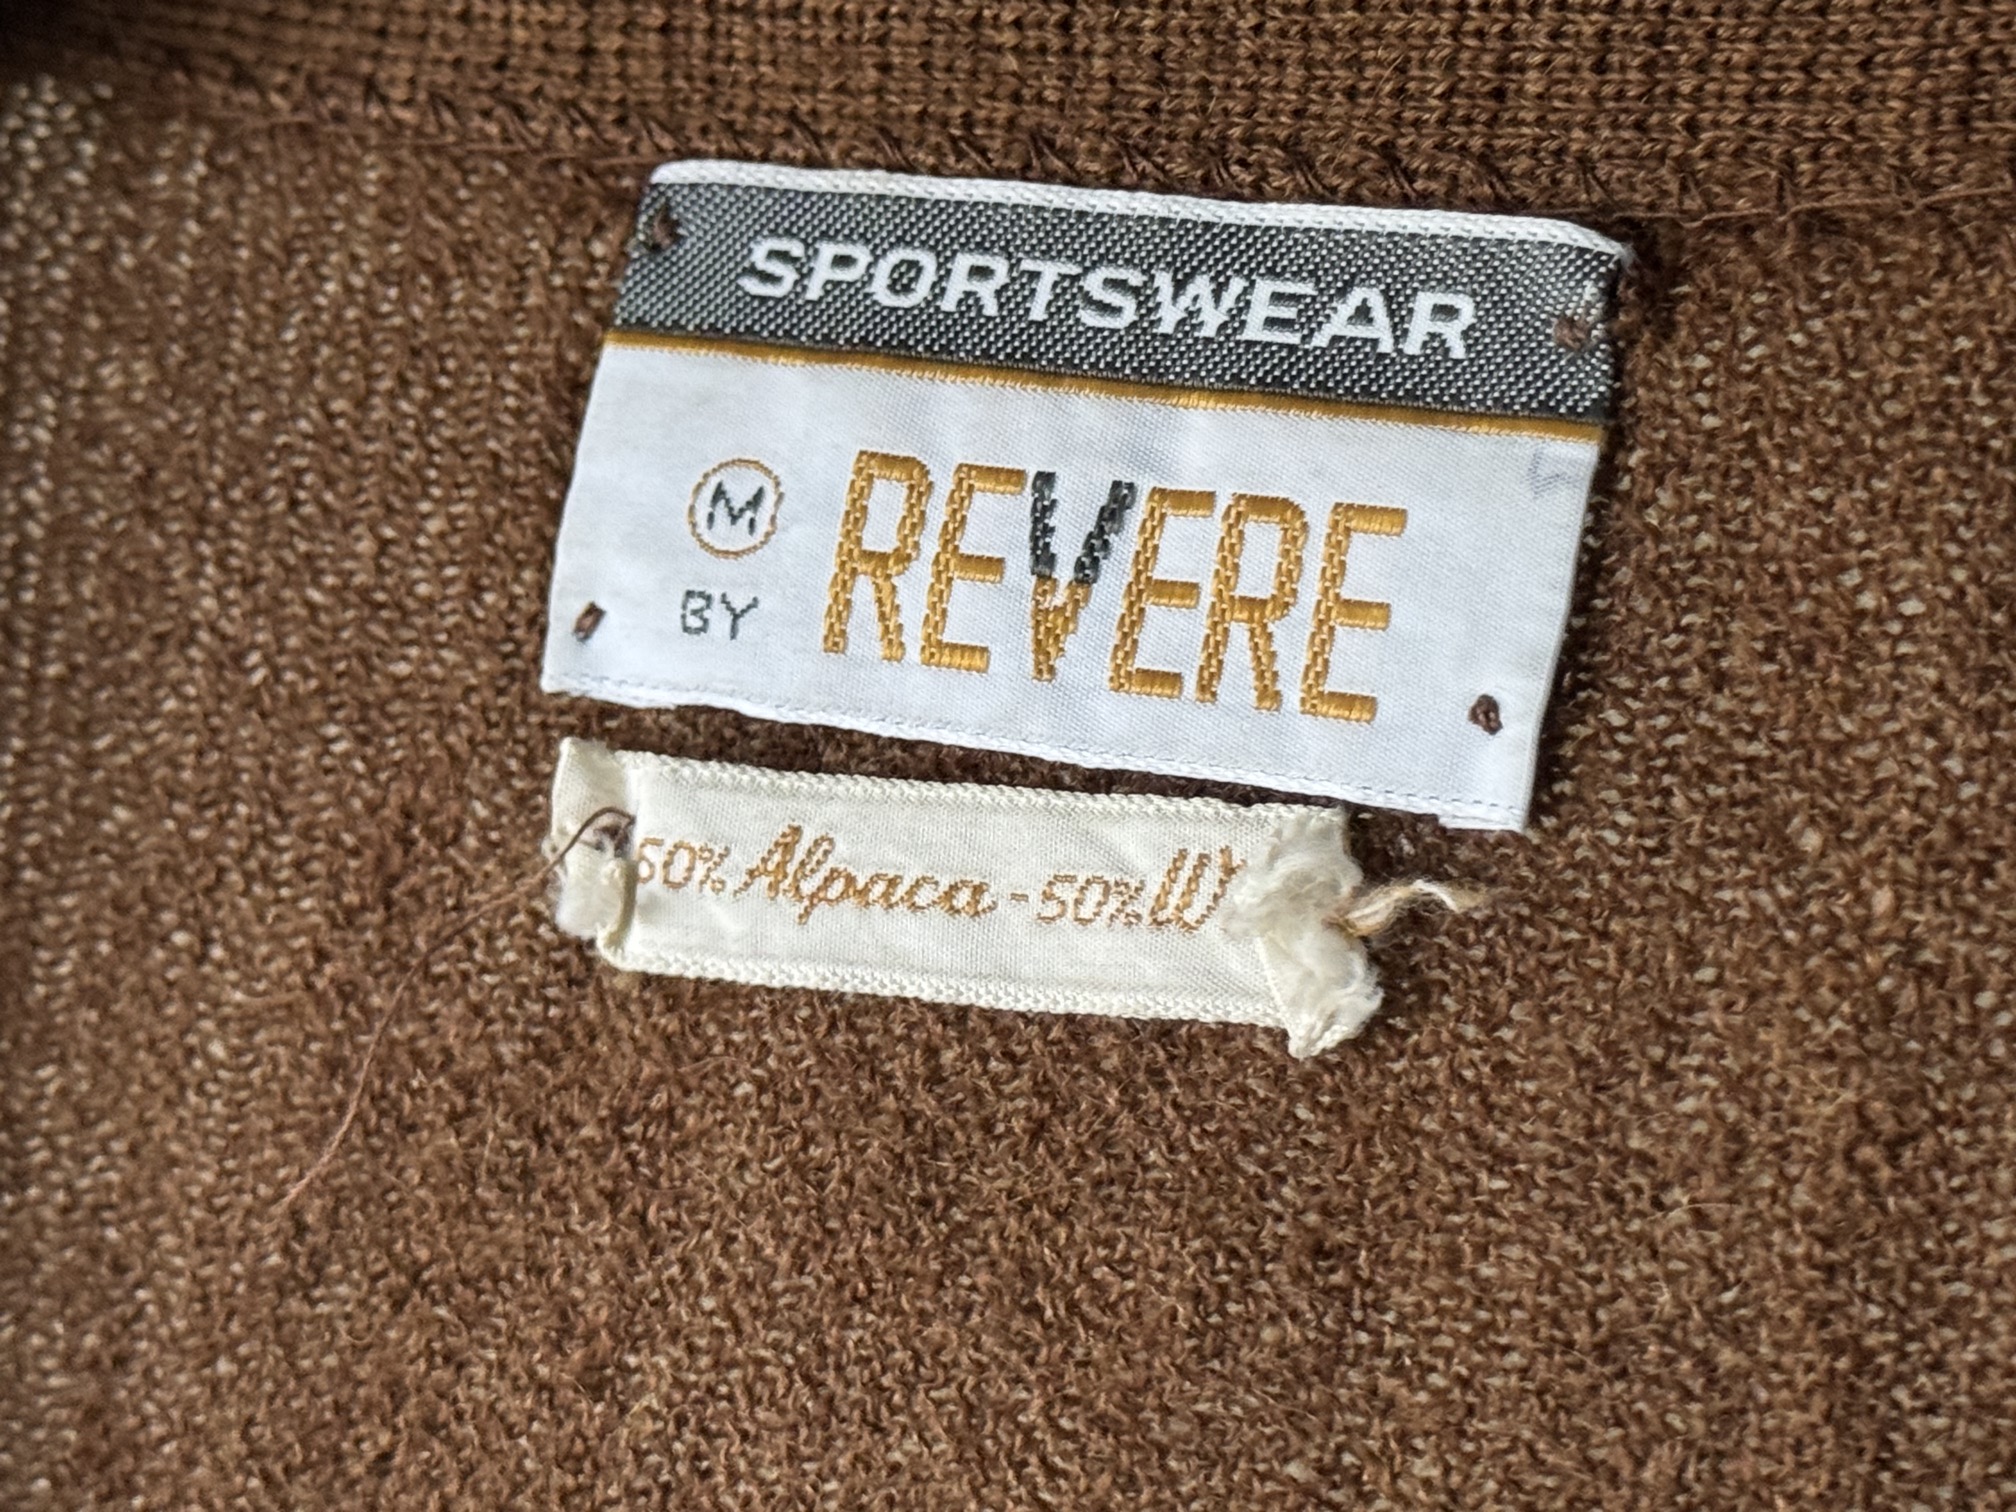 SPORTSWEAR
M
BY REVERE
50% Alpaca - 50%